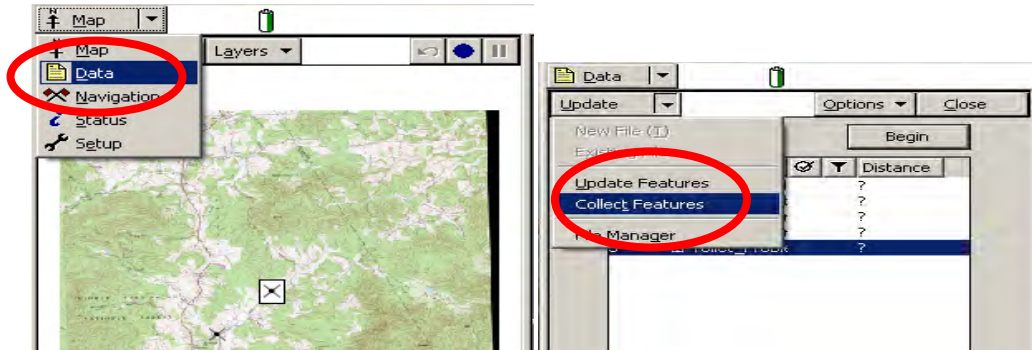 Map
Map
Layers
Data
Navigation
Status
Setup
Data
Update
Options
Close
New File (T)
Begin
Distance
Update Features
?
Collect Features
?
?
File Manager
?
?